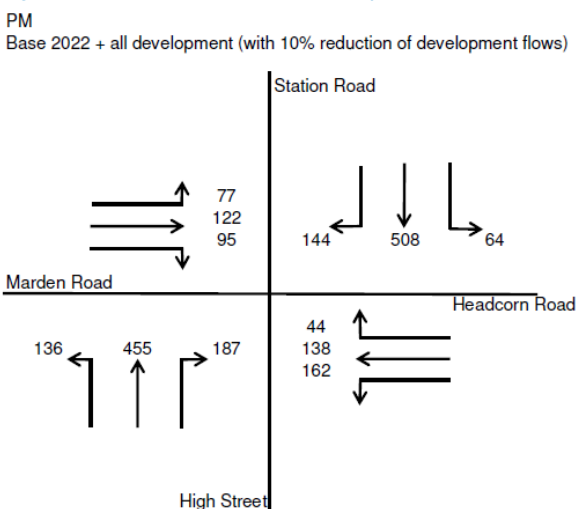 PM
Base 2022 + all development (with 10% reduction of development flows)
Station Road
77
122
95
144 508 64
Marden Road
Headcorn Road
136 455 187
44
138
162
High Street